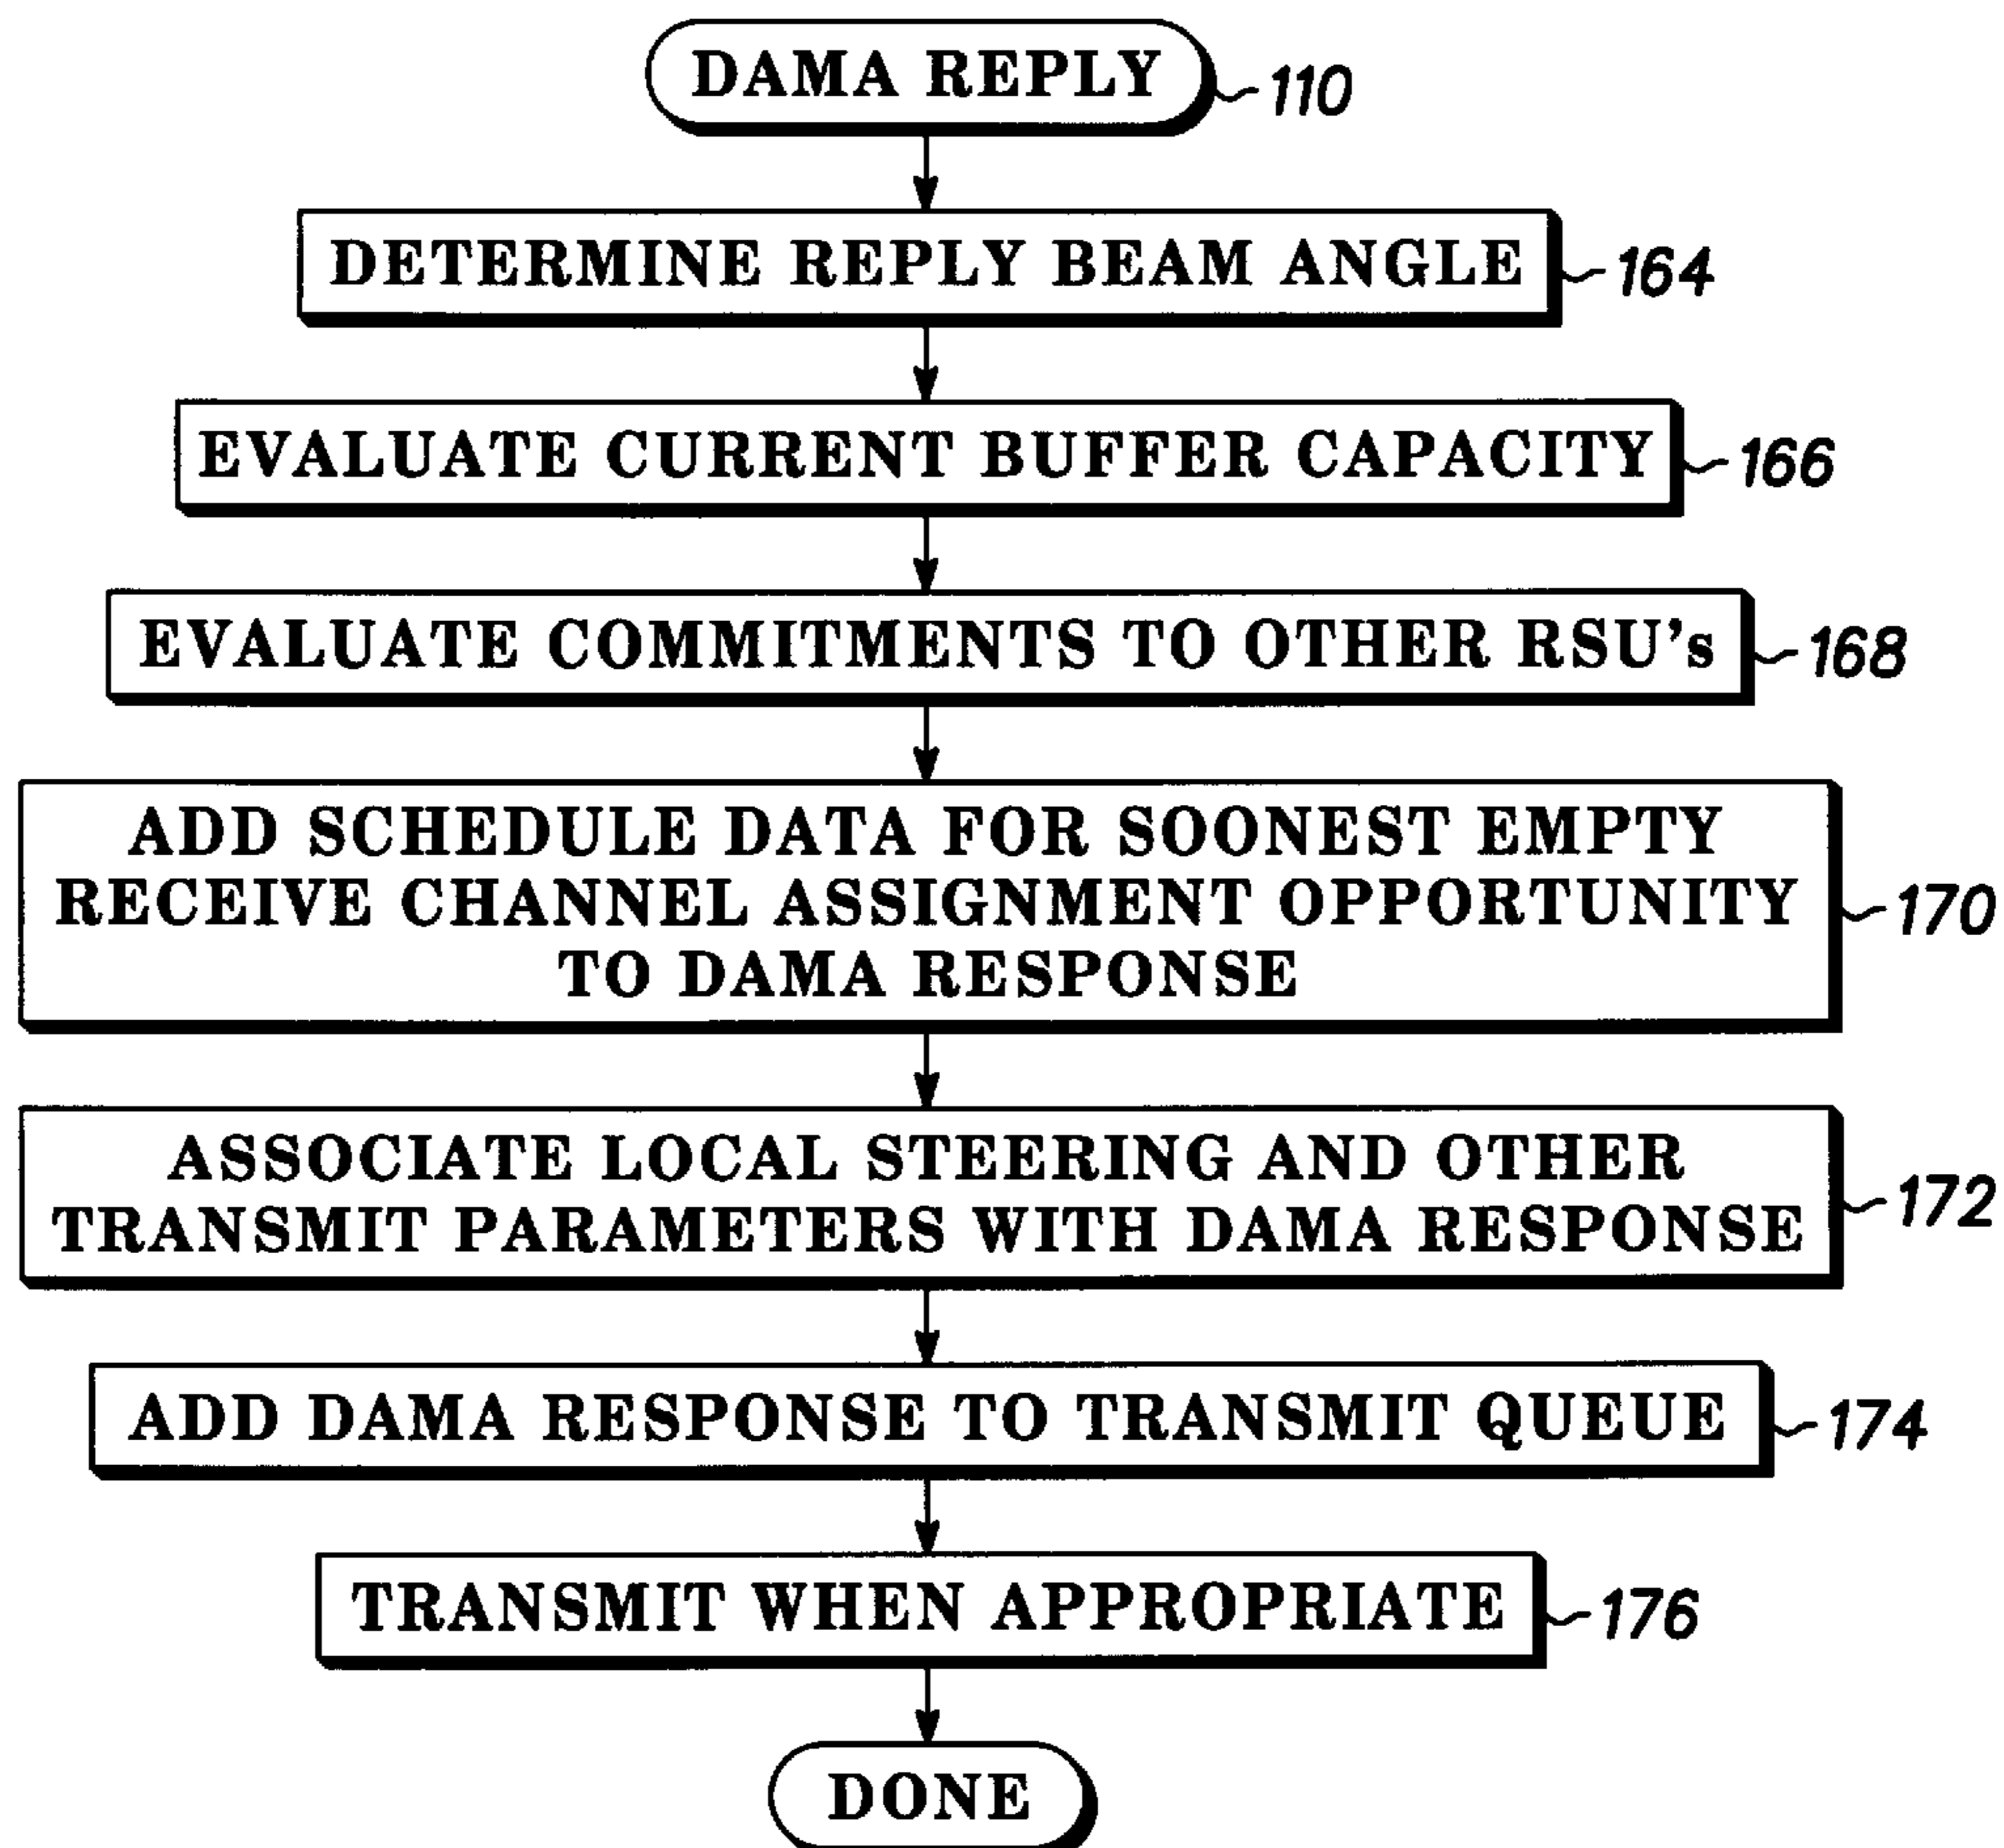 DAMA REPLY
110
DETERMINE REPLY BEAM ANGLE
164
EVALUATE CURRENT BUFFER CAPACITY
166
EVALUATE COMMITMENTS TO OTHER RSU's
168
ADD SCHEDULE DATA FOR SOONEST EMPTY
RECEIVE CHANNEL ASSIGNMENT OPPORTUNITY
TO DAMA RESPONSE
170
ASSOCIATE LOCAL STEERING AND OTHER
TRANSMIT PARAMETERS WITH DAMA RESPONSE
172
ADD DAMA RESPONSE TO TRANSMIT QUEUE
174
TRANSMIT WHEN APPROPRIATE
176
DONE